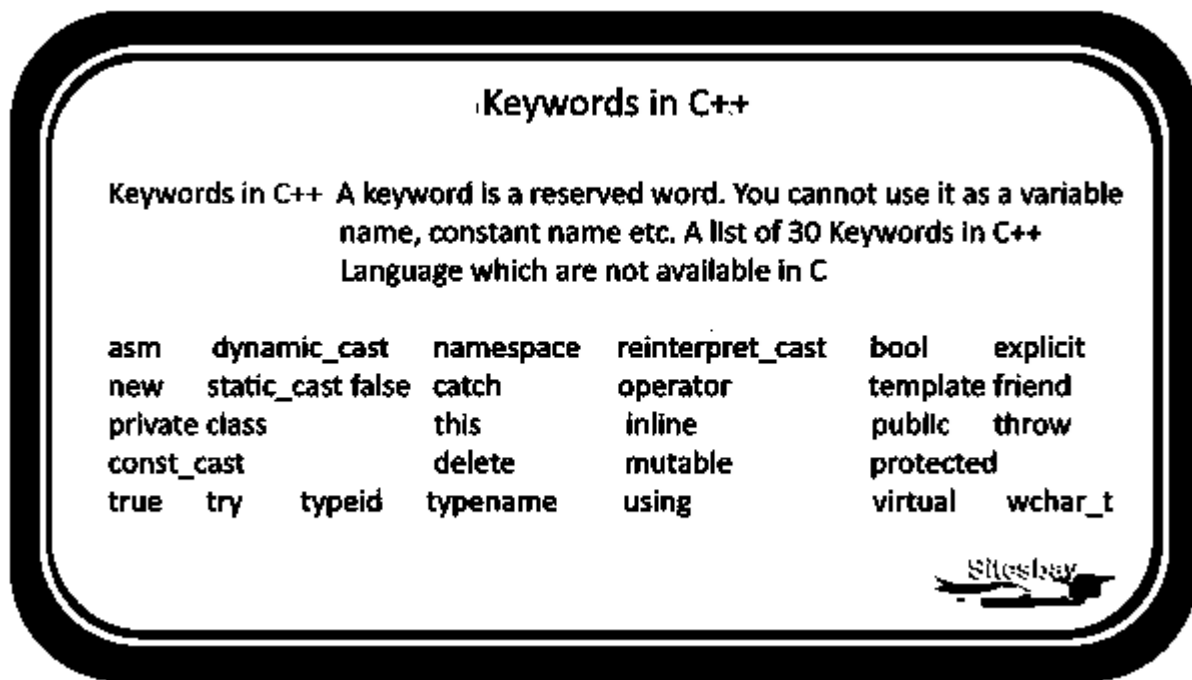 Keywords in C++
Keywords in C++ A keyword is a reserved word. You cannot use it as a variable
name, constant name etc. A list of 30 Keywords in C++
Language which are not available in C
asm dynamic_cast namespace reinterpret_cast bool explicit
new static_cast false catch operator template friend
private class this inline public throw
const_cast delete mutable protected
true try typeid typename using virtual wchar_t
Sitesbay